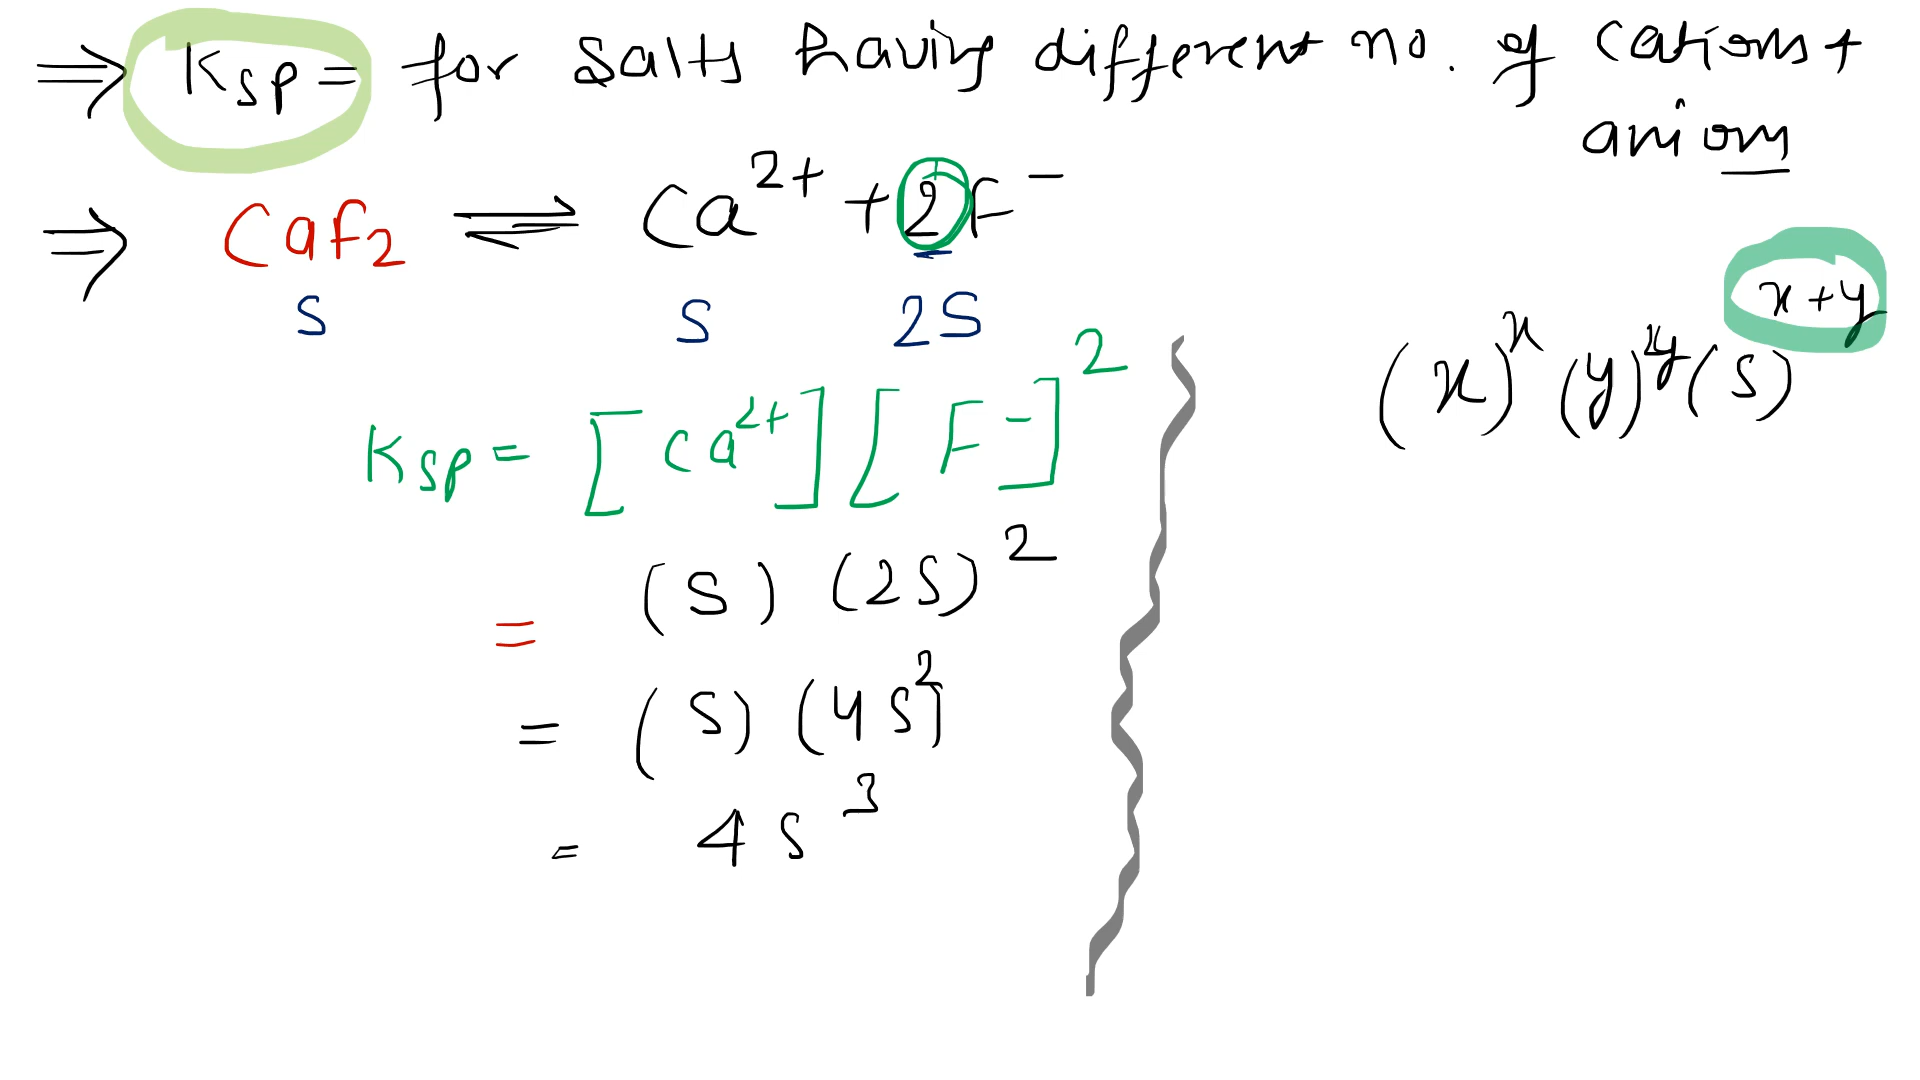 ⇒ Ksp = for salts having different no. of cations +
anion
⇒ Caf₂ ⇌ Ca²⁺ + 2F⁻
S S 2S
Ksp = [Ca²⁺] [F⁻]²
= (S) (2S)²
= (S) (4S²)
= 4S³
(x)ˣ (y)ʸ (S)ˣ⁺ʸ